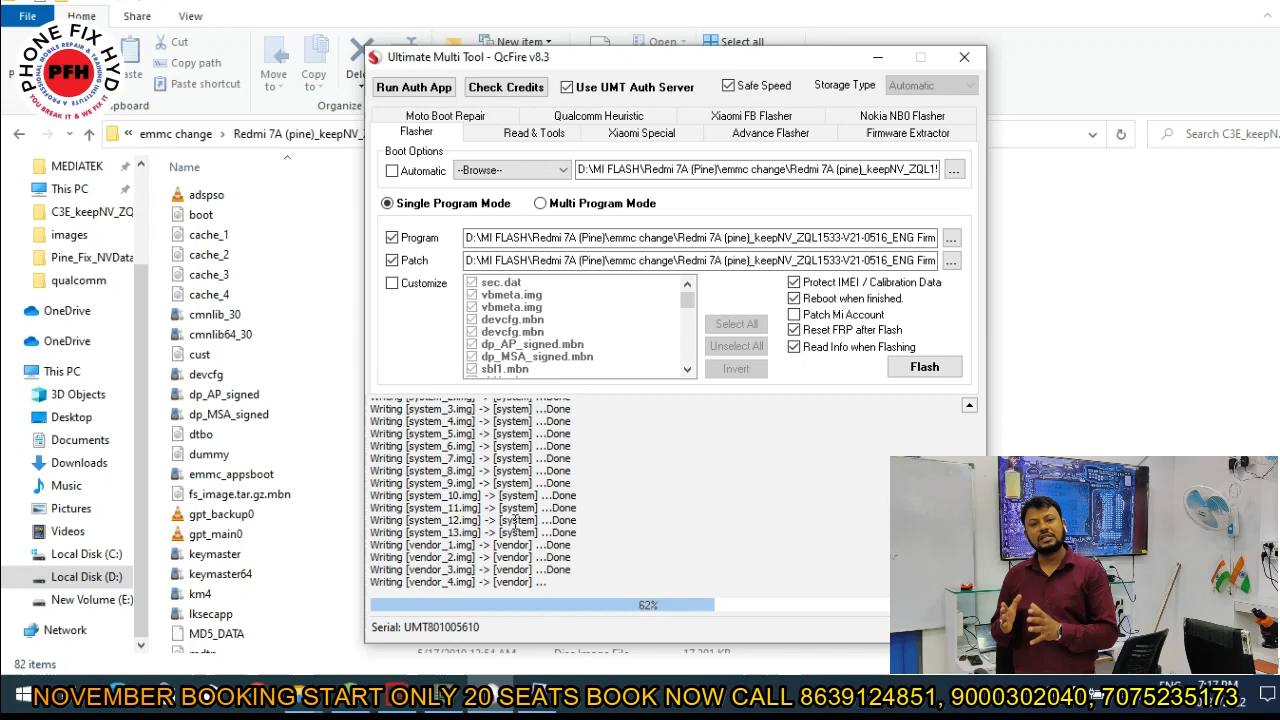 File
Home
Share
View
PHONE FIX HYD
PROFESSIONAL MOBILE REPAIR & TRAINING INSTITUTE
PFH
YOU BREAK IT & WE FIX IT
Cut
Copy path
Paste shortcut
Move to
Copy to
New item
Open
Select all
Organize
emmc change
Redmi 7A (pine)_keepNV_Z
Search C3E_keepN
MEDIATEK
This PC
C3E_keepNV_ZQ
images
Pine_Fix_NVData
qualcomm
OneDrive
OneDrive
This PC
3D Objects
Desktop
Documents
Downloads
Music
Pictures
Videos
Local Disk (C:)
Local Disk (D:)
New Volume (E:)
Network
82 items
Name
adspso
boot
cache_1
cache_2
cache_3
cache_4
cmnlib_30
cmnlib64_30
cust
devcfg
dp_AP_signed
dp_MSA_signed
dtbo
dummy
emmc_appsboot
fs_image.tar.gz.mbn
gpt_backup0
gpt_main0
keymaster
keymaster64
km4
lksecapp
MD5_DATA
Ultimate Multi Tool - QcFire v8.3
Run Auth App
Check Credits
Use UMT Auth Server
Safe Speed
Storage Type
Automatic
Moto Boot Repair
Qualcomm Heuristic
Xiaomi FB Flasher
Nokia NB0 Flasher
Flasher
Read & Tools
Xiaomi Special
Advance Flasher
Firmware Extractor
Boot Options
Automatic
--Browse--
D:\MI FLASH\Redmi 7A (Pine)\emmc change\Redmi 7A (pine)_keepNV_ZQL1!
...
Single Program Mode
Multi Program Mode
Program
D:\MI FLASH\Redmi 7A (Pine)\emmc change\Redmi 7A (pine)_keepNV_ZQL1533-V21-0516_ENG Firm
...
Patch
D:\MI FLASH\Redmi 7A (Pine)\emmc change\Redmi 7A (pine)_keepNV_ZQL1533-V21-0516_ENG Firm
...
Customize
sec.dat
vbmeta.img
vbmeta.img
devcfg.mbn
devcfg.mbn
dp_AP_signed.mbn
dp_MSA_signed.mbn
sbl1.mbn
Select All
Unselect All
Invert
Protect IMEI / Calibration Data
Reboot when finished.
Patch Mi Account
Reset FRP after Flash
Read Info when Flashing
Flash
Writing [system_4.img] -> [system] ...Done
Writing [system_5.img] -> [system] ...Done
Writing [system_6.img] -> [system] ...Done
Writing [system_7.img] -> [system] ...Done
Writing [system_8.img] -> [system] ...Done
Writing [system_9.img] -> [system] ...Done
Writing [system_10.img] -> [system] ...Done
Writing [system_11.img] -> [system] ...Done
Writing [system_12.img] -> [system] ...Done
Writing [system_13.img] -> [system] ...Done
Writing [vendor_1.img] -> [vendor] ...Done
Writing [vendor_2.img] -> [vendor] ...Done
Writing [vendor_3.img] -> [vendor] ...Done
Writing [vendor_4.img] -> [vendor] ...
62%
Serial: UMT801005610
NOVEMBER BOOKING START ONLY 20 SEATS BOOK NOW CALL 8639124851, 9000302040, 7075235173.